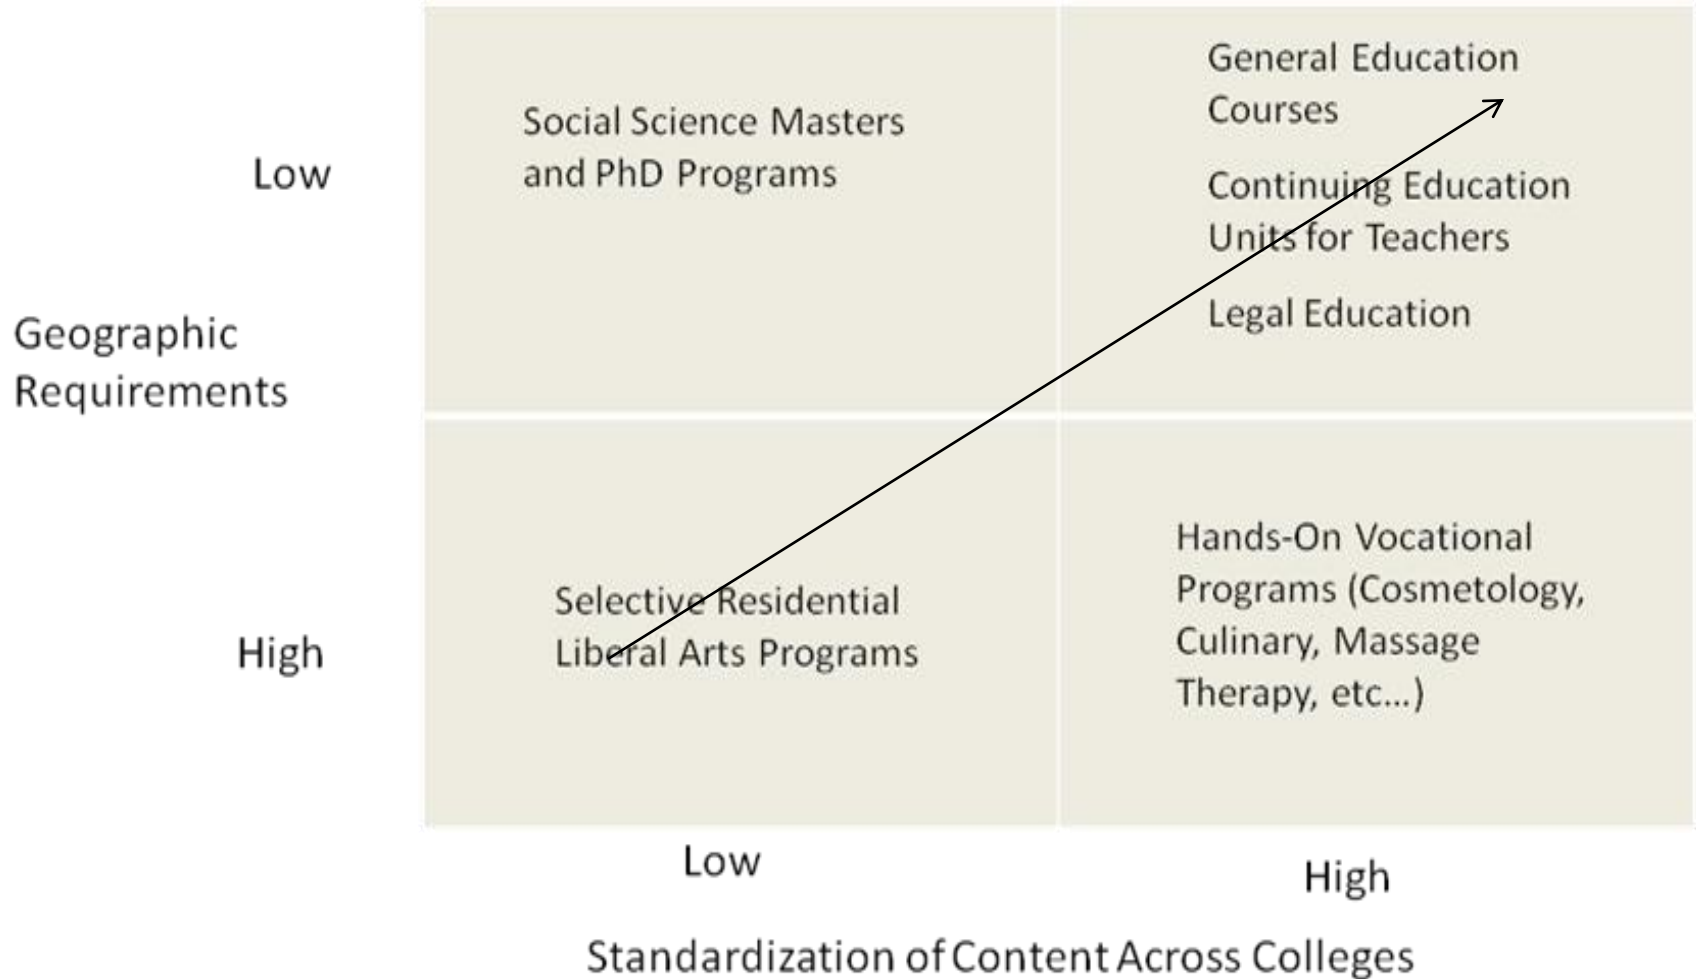 Low
Geographic
Requirements
High
Social Science Masters
and PhD Programs
General Education
Courses
Continuing Education
Units for Teachers
Legal Education
Selective Residential
Liberal Arts Programs
Hands-On Vocational
Programs (Cosmetology,
Culinary, Massage
Therapy, etc...)
Low
High
Standardization of Content Across Colleges